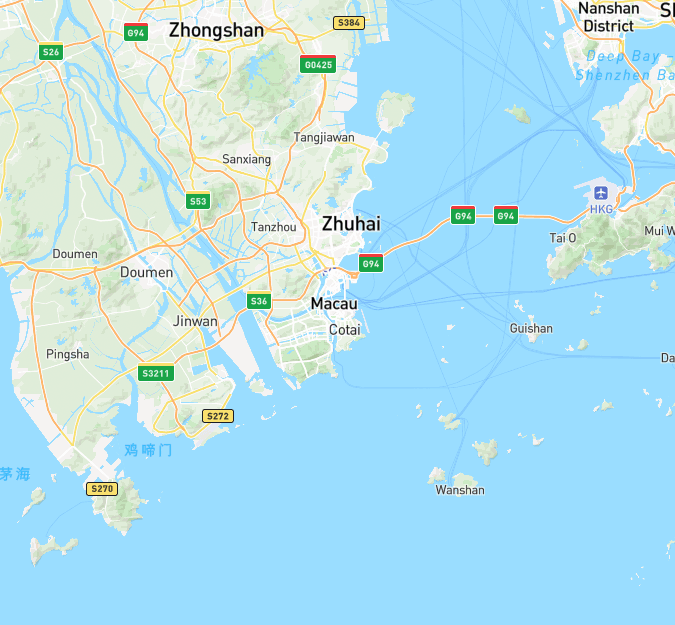 Nanshan
District
S384
Zhongshan
G94
S26
G0425
Deep Bay
Shenzhen Ba
Tangjiawan
Sanxiang
HKG
S53
G94
G94
Zhuhai
Tanzhou
Tai O
Mui W
Doumen
G94
Doumen
S36
Macau
Jinwan
Cotai
Guishan
Pingsha
Da
S3211
S272
鸡啼门
茅海
S270
Wanshan